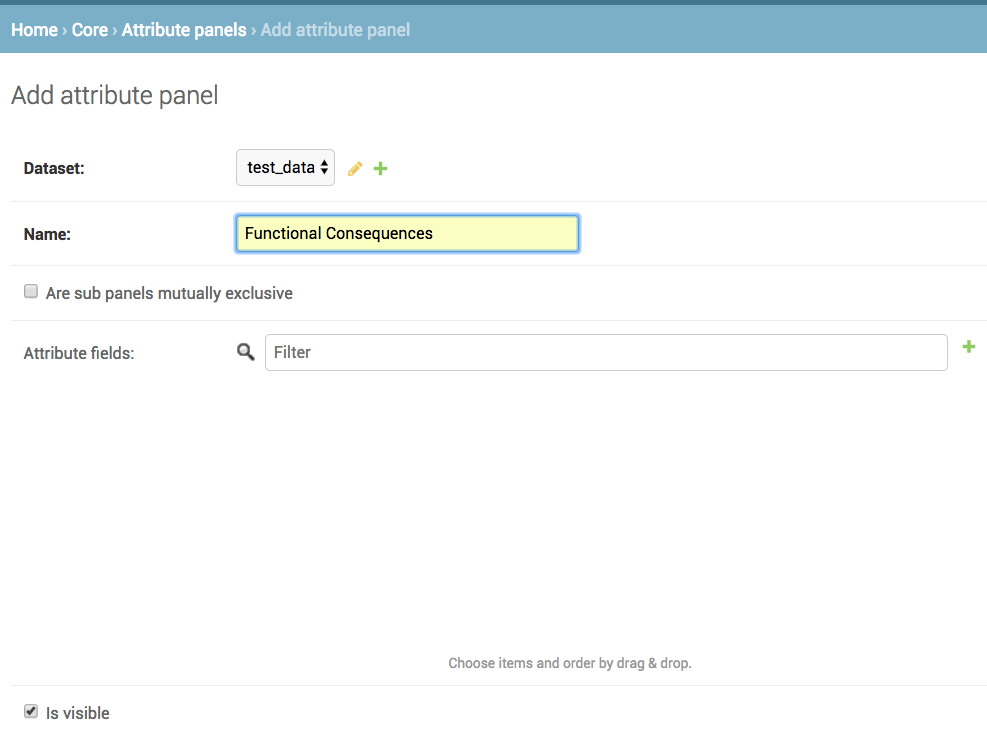 Home › Core › Attribute panels › Add attribute panel
Add attribute panel
Dataset: test_data
Name: Functional Consequences
Are sub panels mutually exclusive
Attribute fields: Filter
Choose items and order by drag & drop.
Is visible